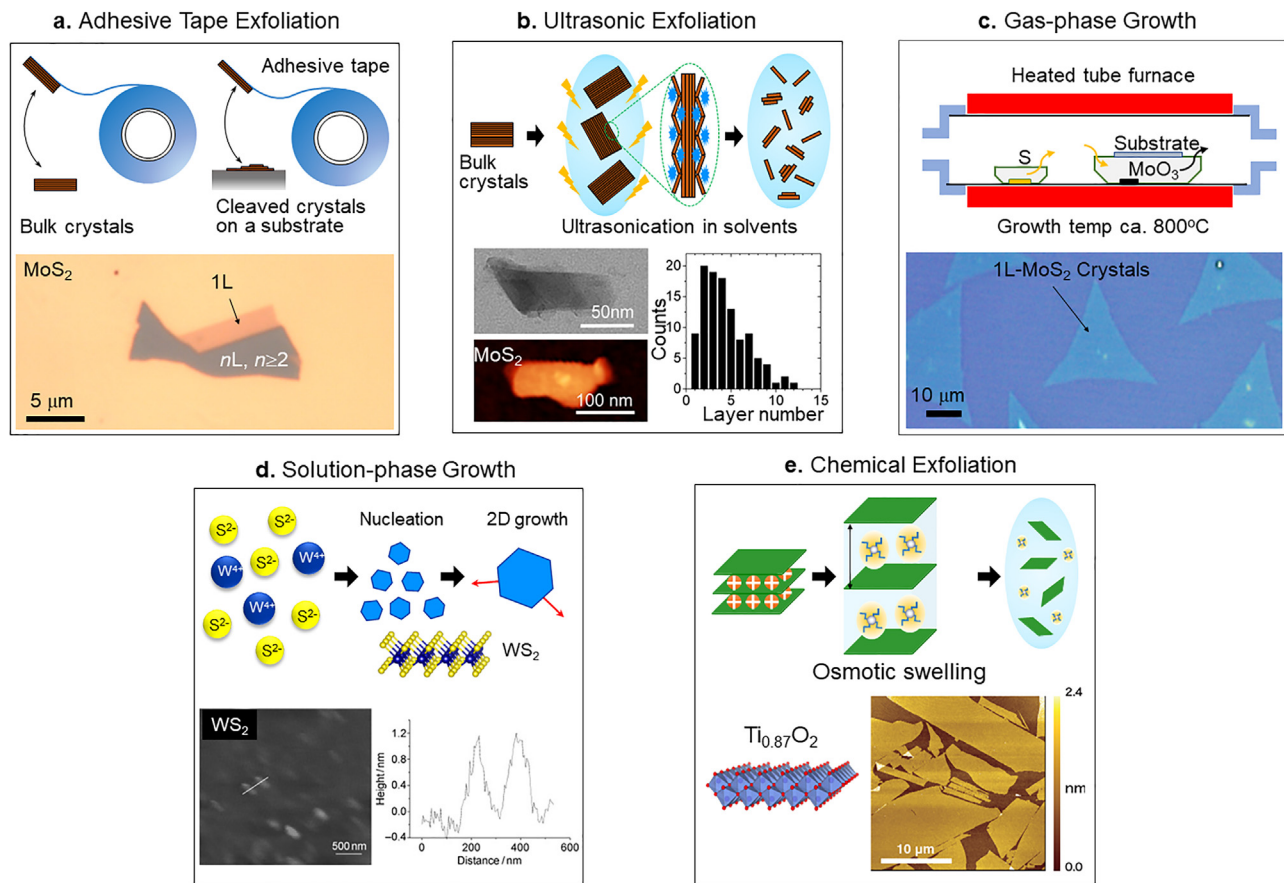 a. Adhesive Tape Exfoliation
Adhesive tape
Bulk crystals
Cleaved crystals
on a substrate
MoS2
1L
nL, n≥2
5 μm
b. Ultrasonic Exfoliation
Bulk
crystals
Ultrasonication in solvents
50nm
MoS2
100 nm
Counts
20
15
10
5
0
0 5 10 15
Layer number
c. Gas-phase Growth
Heated tube furnace
Substrate
S
MoO3
Growth temp ca. 800ºC
1L-MoS2 Crystals
10 μm
d. Solution-phase Growth
S2-
S2-
W4+
S2-
W4+
S2-
W4+
S2-
S2-
Nucleation
2D growth
WS2
WS2
500 nm
Height / nm
1.2
0.8
0.4
0.0
−0.4
0 200 400 600
Distance / nm
e. Chemical Exfoliation
Osmotic swelling
Ti0.87O2
10 μm
2.4
nm
0.0